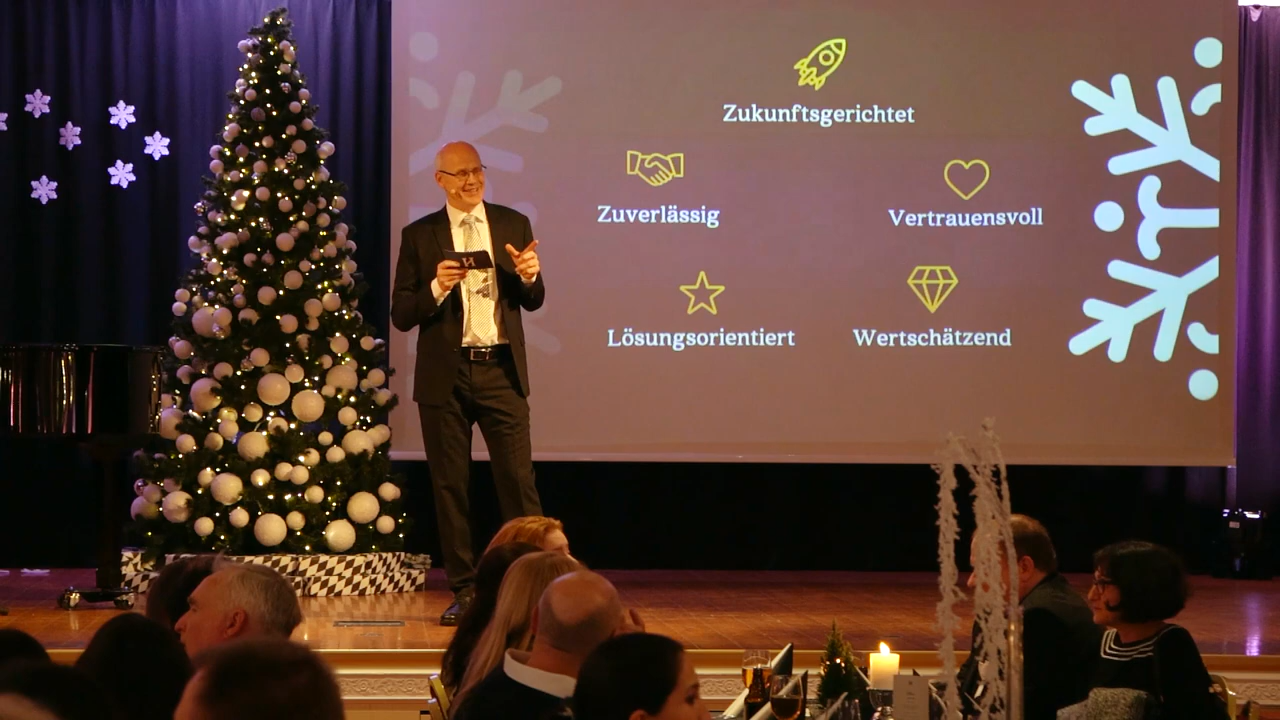 Zukunftsgerichtet
Zuverlässig
Vertrauensvoll
Lösungsorientiert
Wertschätzend